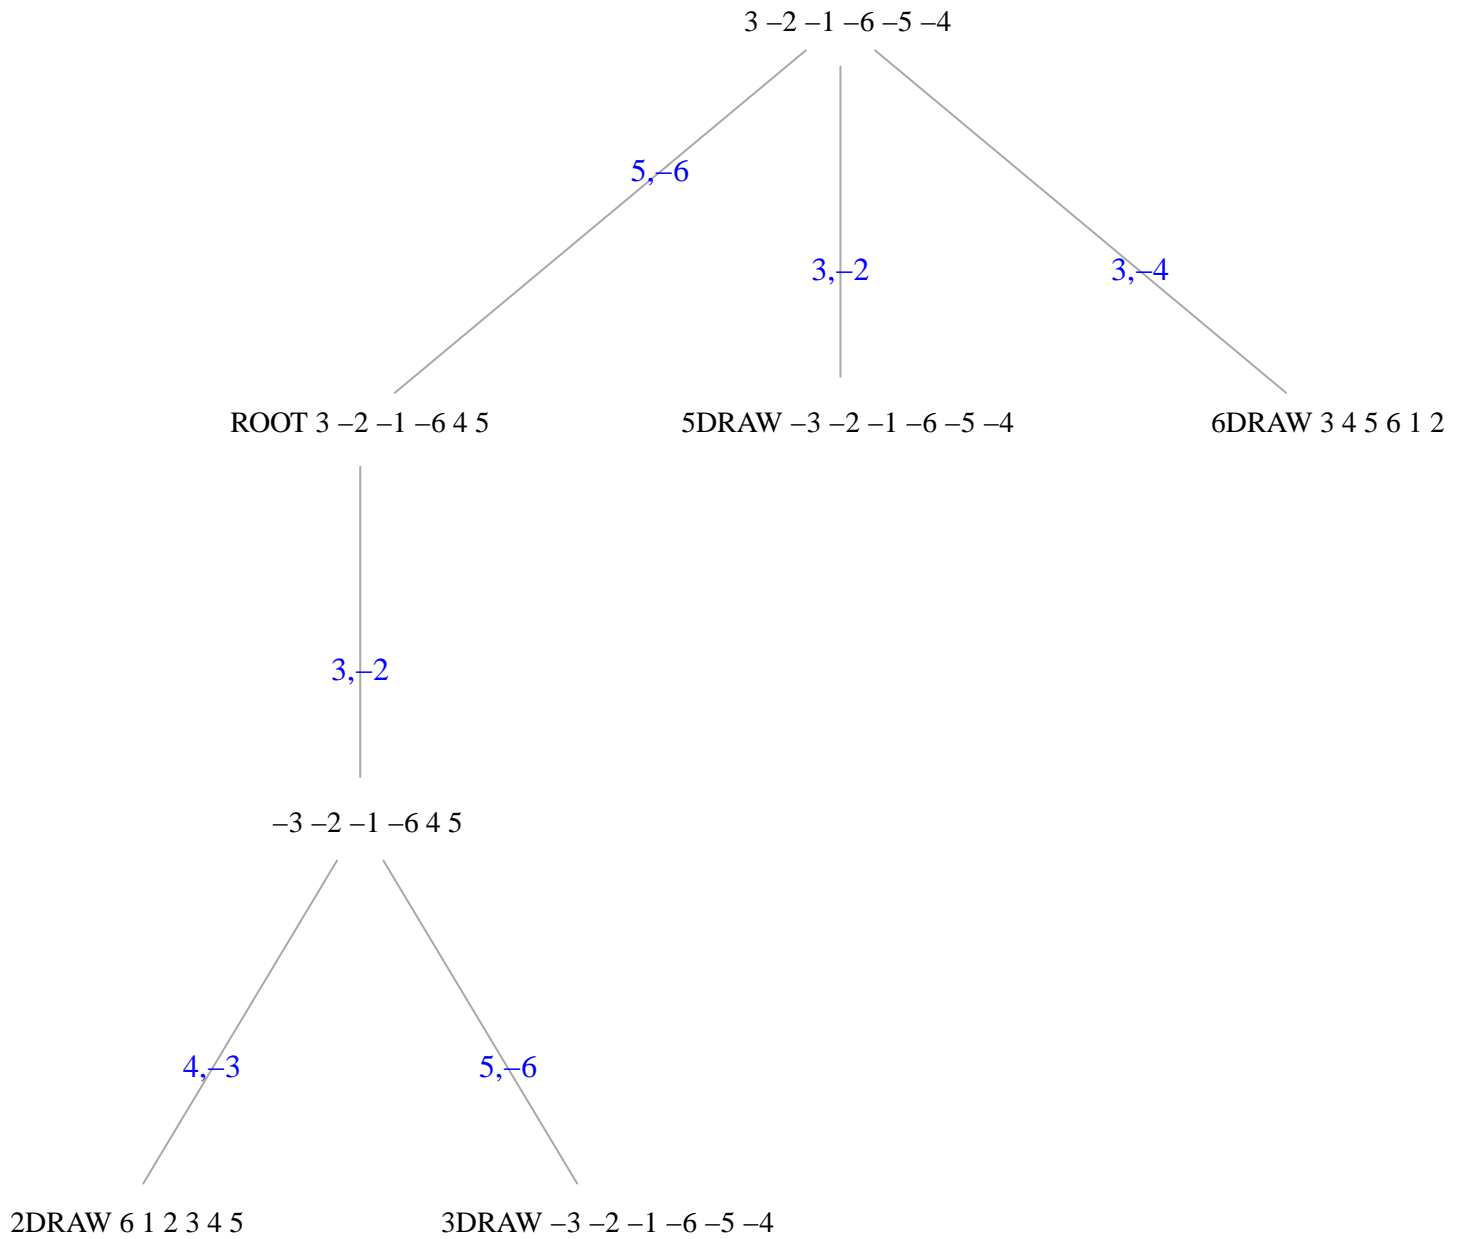 3 –2 –1 –6 –5 –4
5,–6
3,–2
3,–4
ROOT 3 –2 –1 –6 4 5
5DRAW –3 –2 –1 –6 –5 –4
6DRAW 3 4 5 6 1 2
3,–2
–3 –2 –1 –6 4 5
4,–3
5,–6
2DRAW 6 1 2 3 4 5
3DRAW –3 –2 –1 –6 –5 –4